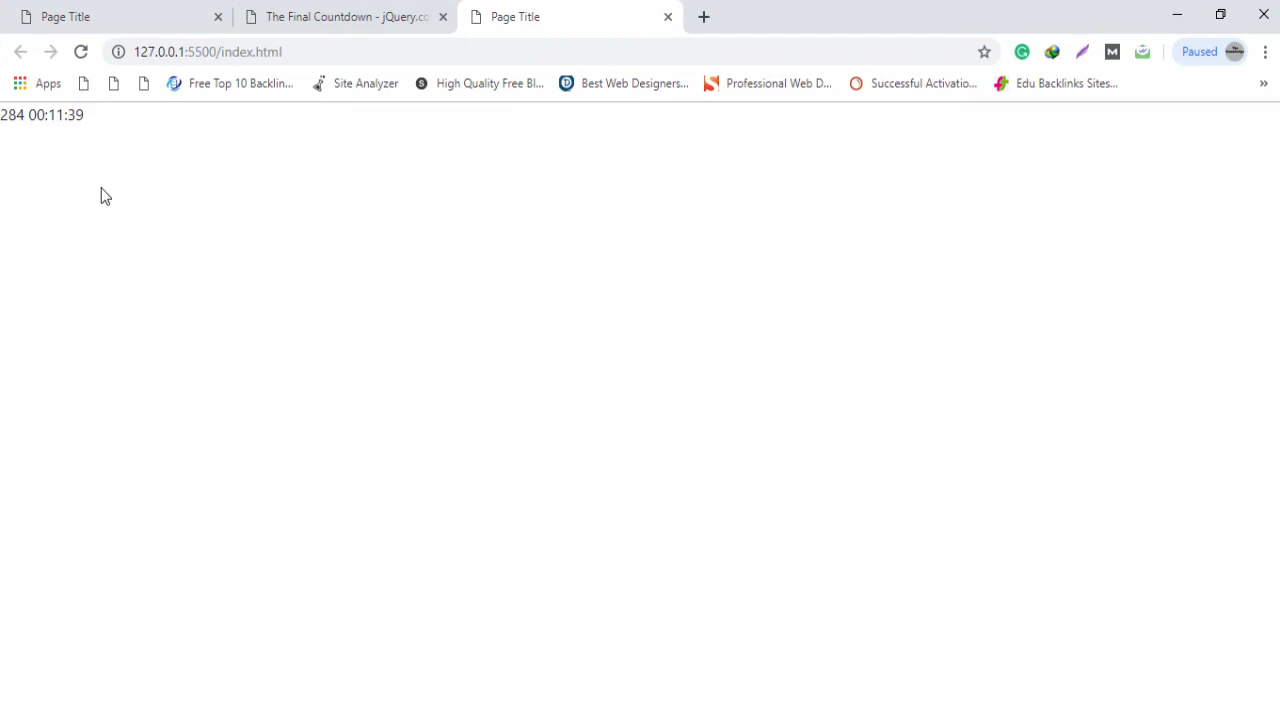 Page Title
The Final Countdown - jQuery.co
Page Title
127.0.0.1:5500/index.html
Paused
Apps
Free Top 10 Backlin...
Site Analyzer
High Quality Free Bl...
Best Web Designers...
Professional Web D...
Successful Activatio...
Edu Backlinks Sites...
284 00:11:39